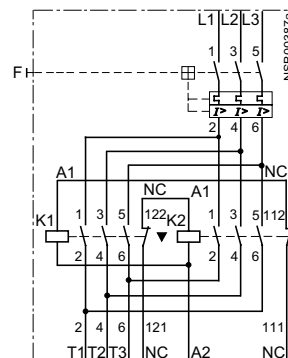 L1 L2 L3
1 3 5
F
I> I> I>
2 4 6
A1 NC
NC A1
K1 1 3 5 122 K2 1 3 5 112
2 4 6 2 4 6
2 4 6 121 111
T1 T2 T3 NC A2 NC